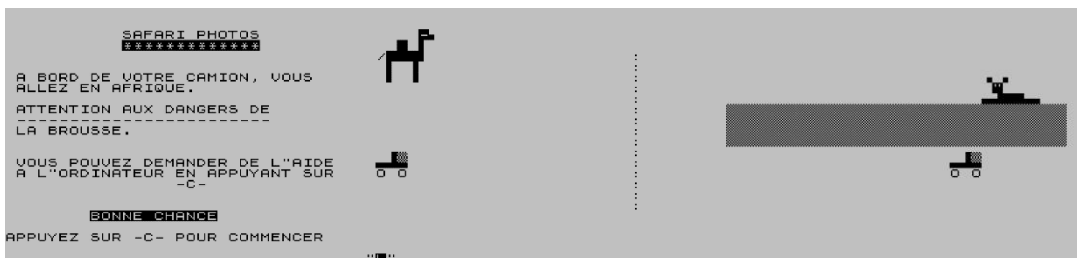 SAFARI PHOTOS
*************
A BORD DE VOTRE CAMION, VOUS
ALLEZ EN AFRIQUE.
ATTENTION AUX DANGERS DE
------------------------
LA BROUSSE.
VOUS POUVEZ DEMANDER DE L"AIDE
A L"ORDINATEUR EN APPUYANT SUR
-C-
BONNE CHANCE
APPUYEZ SUR -C- POUR COMMENCER